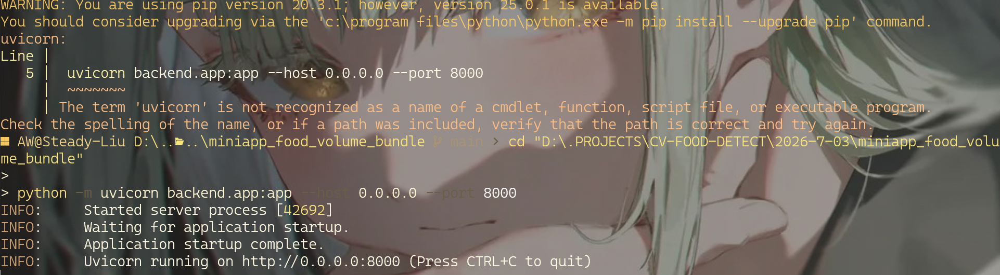 WARNING: You are using pip version 20.3.1; however, version 25.0.1 is available.
You should consider upgrading via the 'c:\program files\python\python.exe -m pip install --upgrade pip' command.
uvicorn:
Line |
5 | uvicorn backend.app:app --host 0.0.0.0 --port 8000
| ~~~~~~~
| The term 'uvicorn' is not recognized as a name of a cmdlet, function, script file, or executable program.
Check the spelling of the name, or if a path was included, verify that the path is correct and try again.
AW@Steady-Liu D:\..\..\miniapp_food_volume_bundle main > cd "D:\.PROJECTS\CV-FOOD-DETECT\2026-7-03\miniapp_food_volu
me_bundle"
>
> python -m uvicorn backend.app:app --host 0.0.0.0 --port 8000
INFO: Started server process [42692]
INFO: Waiting for application startup.
INFO: Application startup complete.
INFO: Uvicorn running on http://0.0.0.0:8000 (Press CTRL+C to quit)